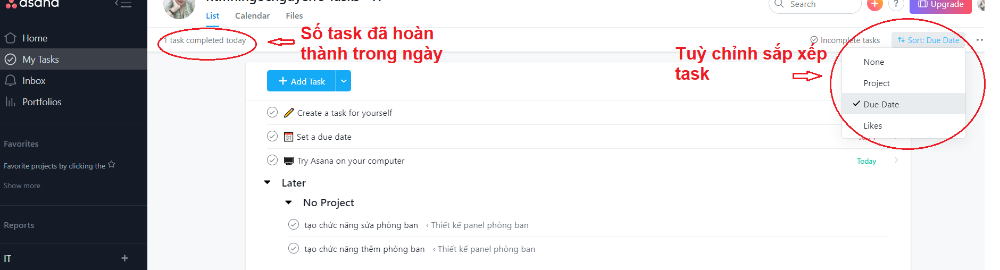 asana
Home
My Tasks
Inbox
Portfolios
Favorites
Favorite projects by clicking the
Show more
Reports
IT
List
Calendar
Files
Search
?
Upgrade
1 task completed today
Số task đã hoàn
thành trong ngày
Incomplete tasks
Sort: Due Date
Tuỳ chỉnh sắp xếp
task
None
Project
Due Date
Likes
Add Task
Create a task for yourself
31 Set a due date
Try Asana on your computer
Today
Later
No Project
tạo chức năng sửa phòng ban ‹ Thiết kế panel phòng ban
tạo chức năng thêm phòng ban ‹ Thiết kế panel phòng ban